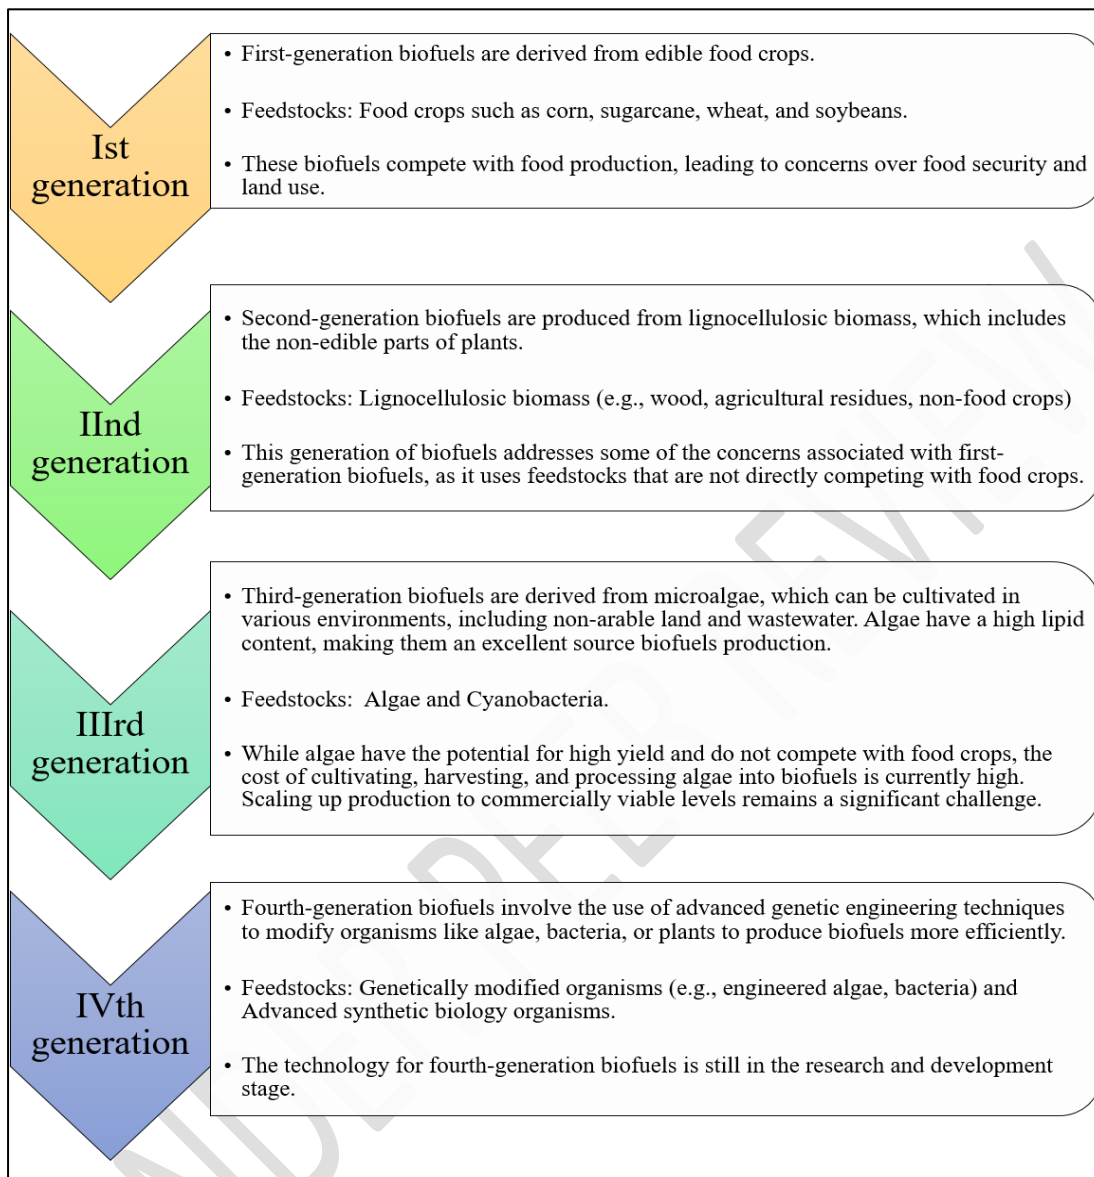 Ist
generation
• First-generation biofuels are derived from edible food crops.
• Feedstocks: Food crops such as corn, sugarcane, wheat, and soybeans.
• These biofuels compete with food production, leading to concerns over food security and
land use.
IInd
generation
• Second-generation biofuels are produced from lignocellulosic biomass, which includes
the non-edible parts of plants.
• Feedstocks: Lignocellulosic biomass (e.g., wood, agricultural residues, non-food crops)
• This generation of biofuels addresses some of the concerns associated with first-
generation biofuels, as it uses feedstocks that are not directly competing with food crops.
IIIrd
generation
• Third-generation biofuels are derived from microalgae, which can be cultivated in
various environments, including non-arable land and wastewater. Algae have a high lipid
content, making them an excellent source biofuels production.
• Feedstocks: Algae and Cyanobacteria.
• While algae have the potential for high yield and do not compete with food crops, the
cost of cultivating, harvesting, and processing algae into biofuels is currently high.
Scaling up production to commercially viable levels remains a significant challenge.
IVth
generation
• Fourth-generation biofuels involve the use of advanced genetic engineering techniques
to modify organisms like algae, bacteria, or plants to produce biofuels more efficiently.
• Feedstocks: Genetically modified organisms (e.g., engineered algae, bacteria) and
Advanced synthetic biology organisms.
• The technology for fourth-generation biofuels is still in the research and development
stage.
UNDER PEER REVIEW